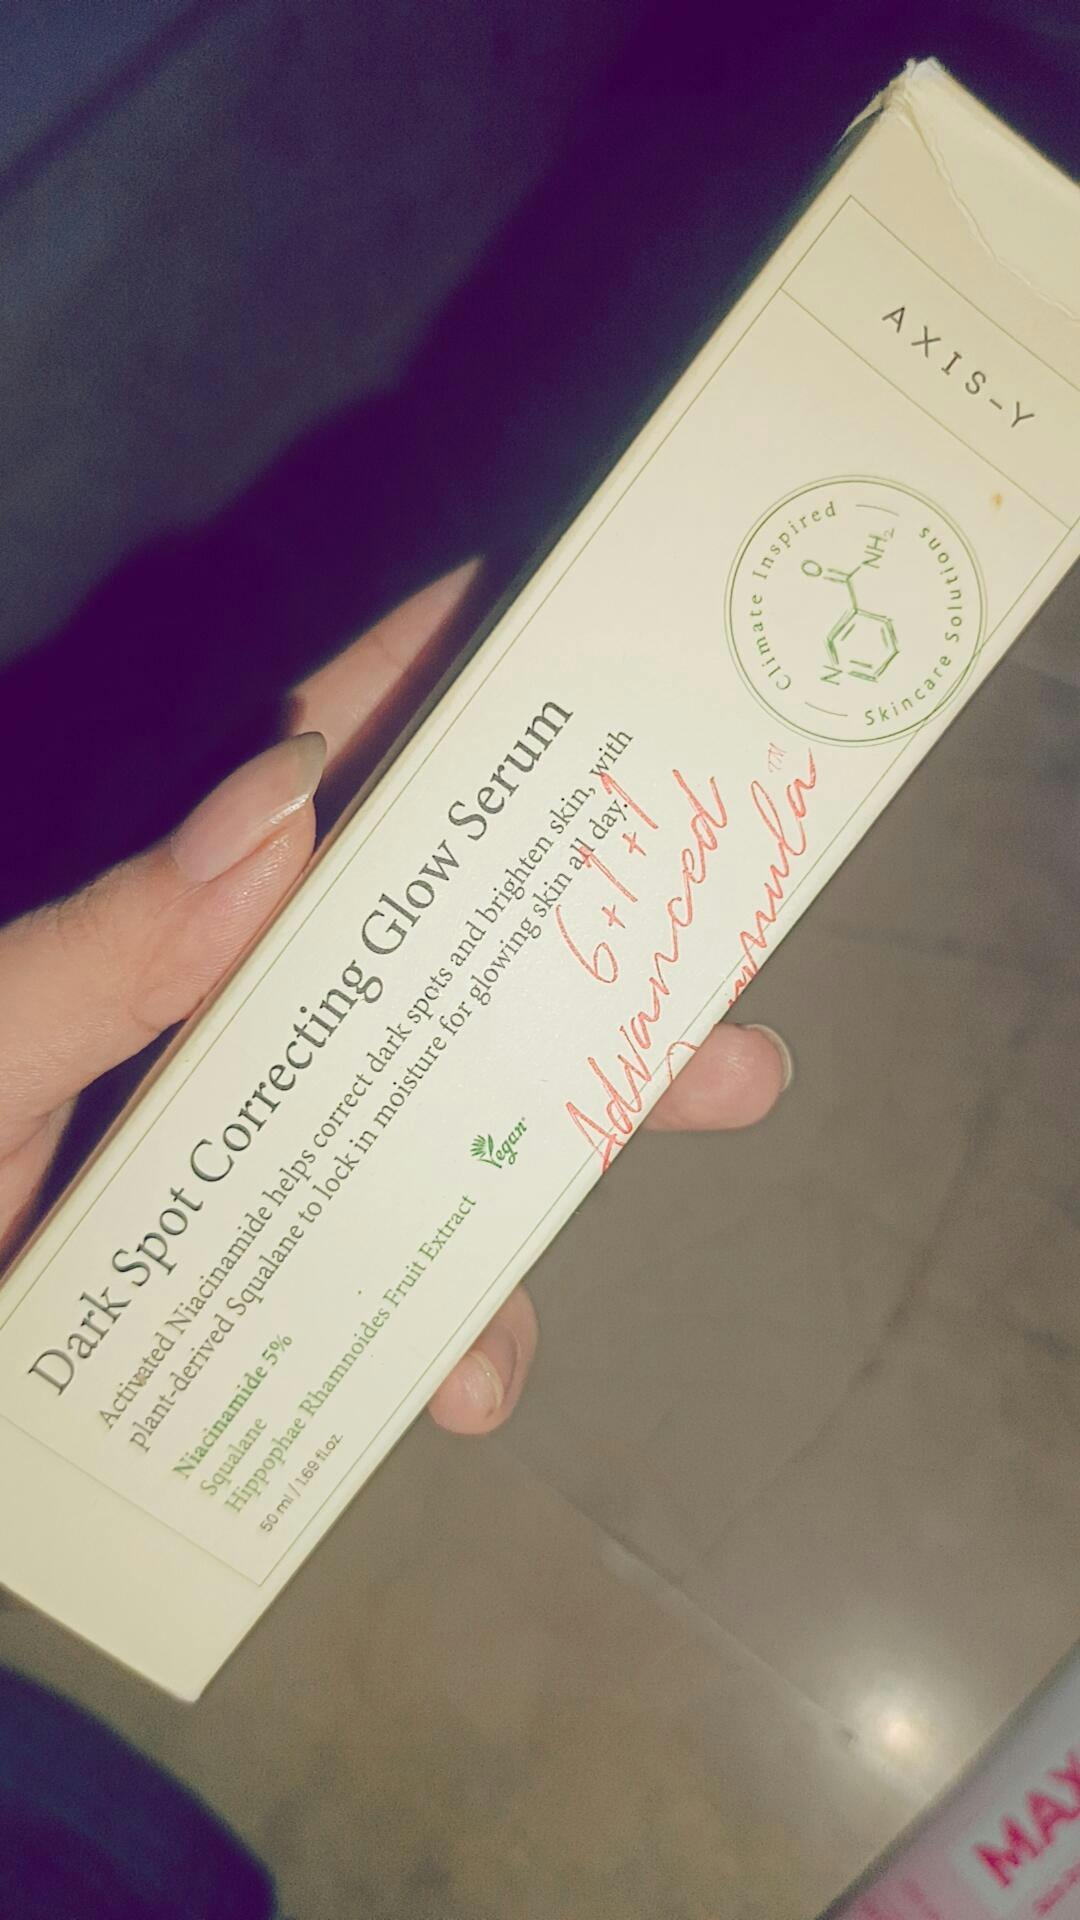 AXIS-Y
Climate Inspired
Skincare Solutions
O
NH2
N
Dark Spot Correcting Glow Serum
Activated Niacinamide helps correct dark spots and brighten skin, with
plant-derived Squalane to lock in moisture for glowing skin all day.
6+1+1
Advanced
Formula™
Vegan
Niacinamide 5%
Squalane
Hippophae Rhamnoides Fruit Extract
50 ml / 1.69 fl.oz.
MAX